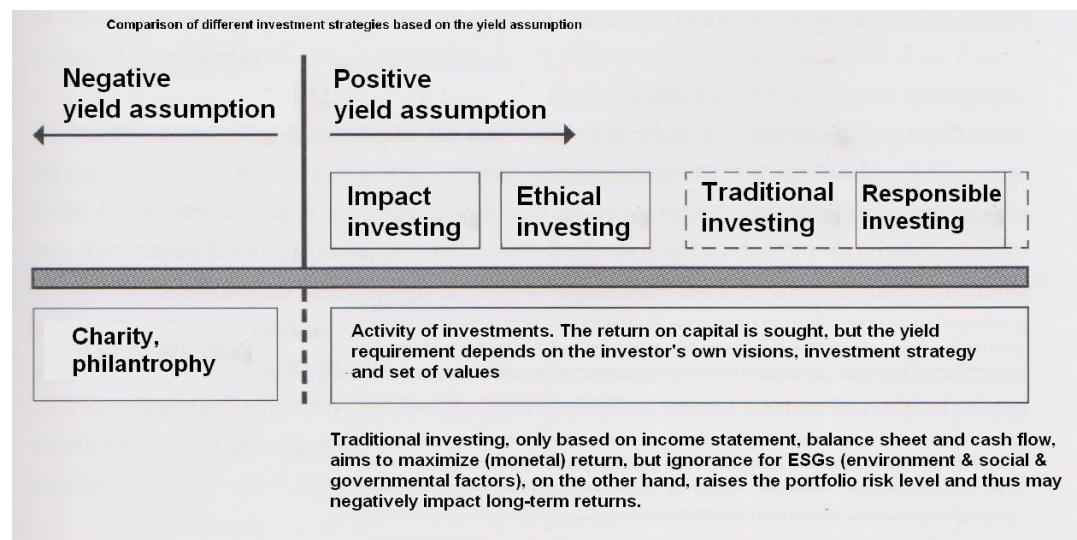 Comparison of different investment strategies based on the yield assumption
Negative
yield assumption
Positive
yield assumption
Impact
investing
Ethical
investing
Traditional
investing
Responsible
investing
Charity,
philantrophy
Activity of investments. The return on capital is sought, but the yield
requirement depends on the investor's own visions, investment strategy
and set of values
Traditional investing, only based on income statement, balance sheet and cash flow,
aims to maximize (monetal) return, but ignorance for ESGs (environment & social &
governmental factors), on the other hand, raises the portfolio risk level and thus may
negatively impact long-term returns.